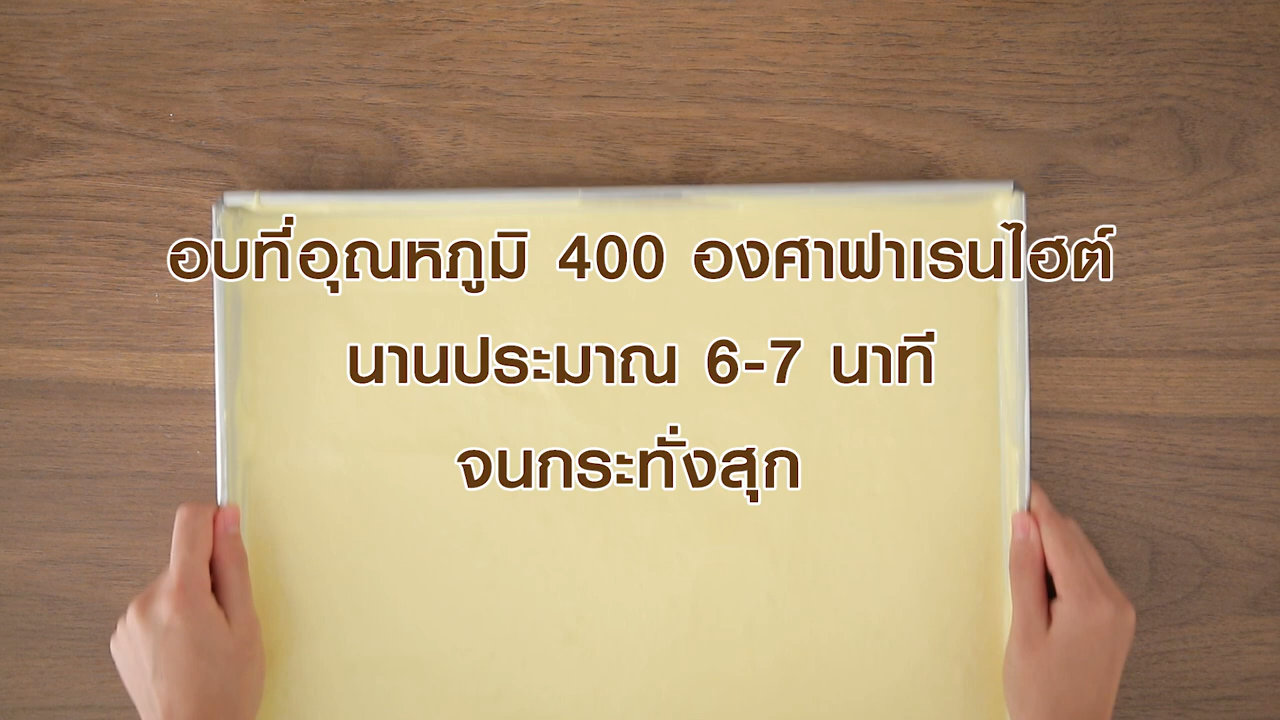 อบที่อุณหภูมิ 400 องศาฟาเรนไฮต์
นานประมาณ 6-7 นาที
จนกระทั่งสุก